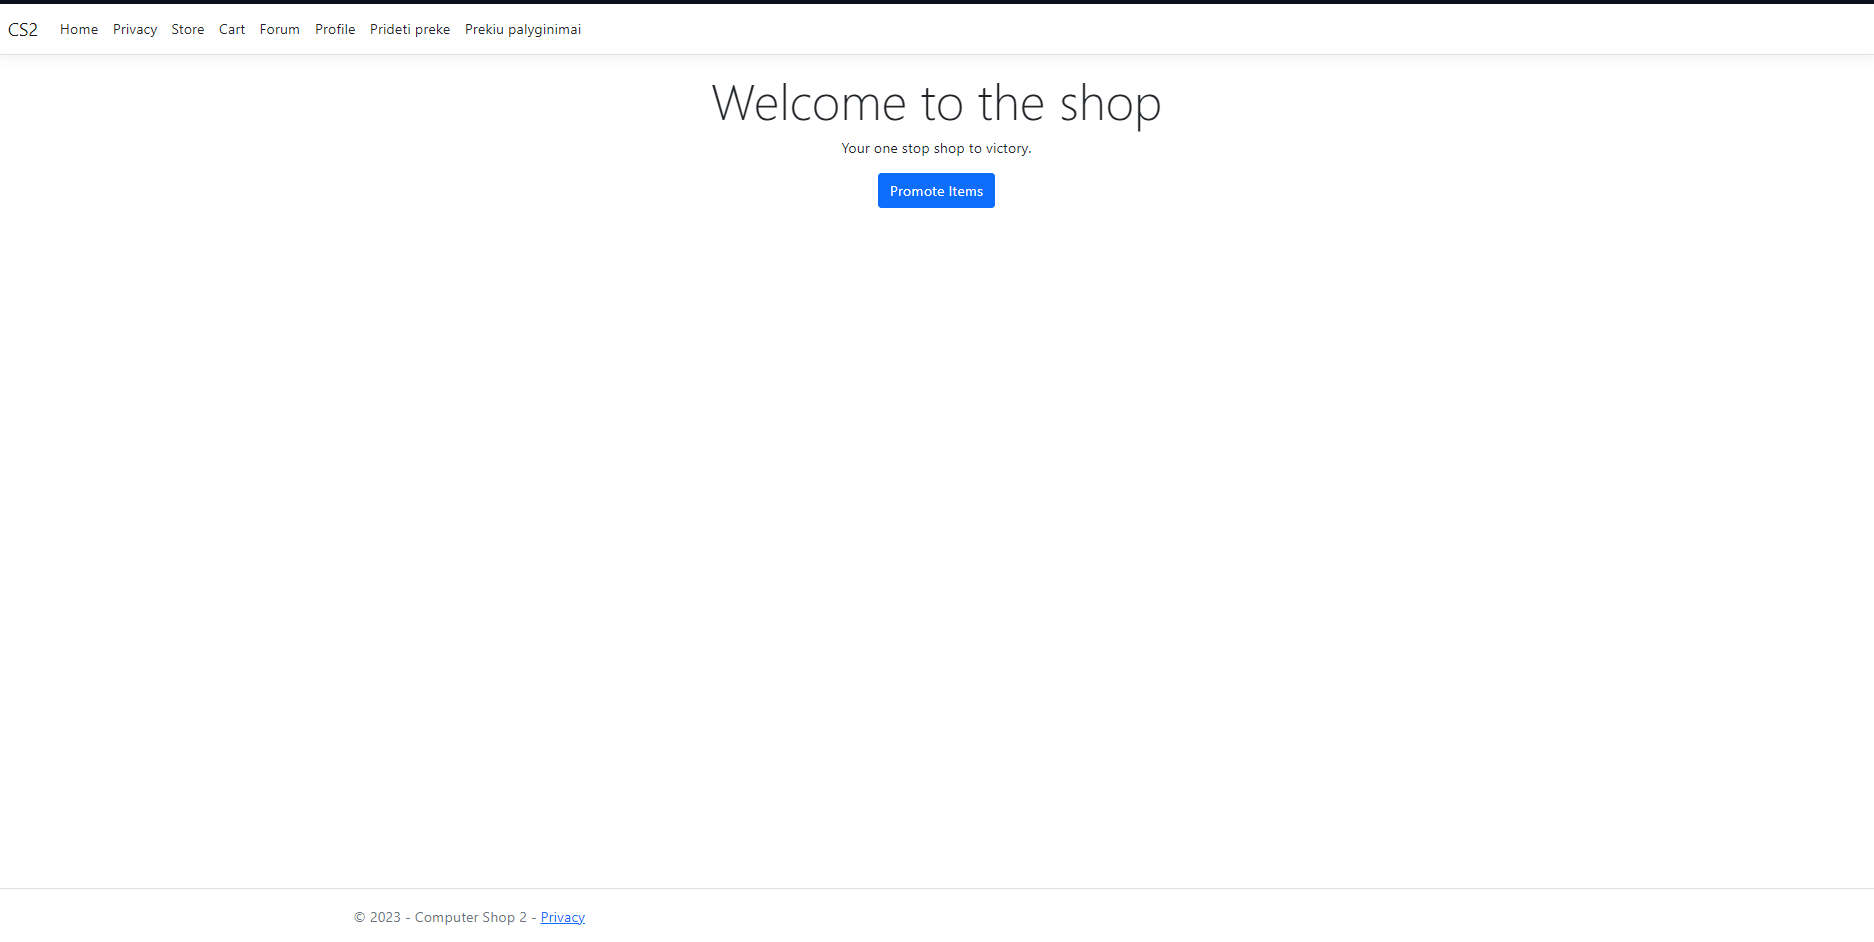 CS2 Home Privacy Store Cart Forum Profile Prideti preke Prekiu palyginimai
Welcome to the shop
Your one stop shop to victory.
Promote Items
© 2023 - Computer Shop 2 - Privacy